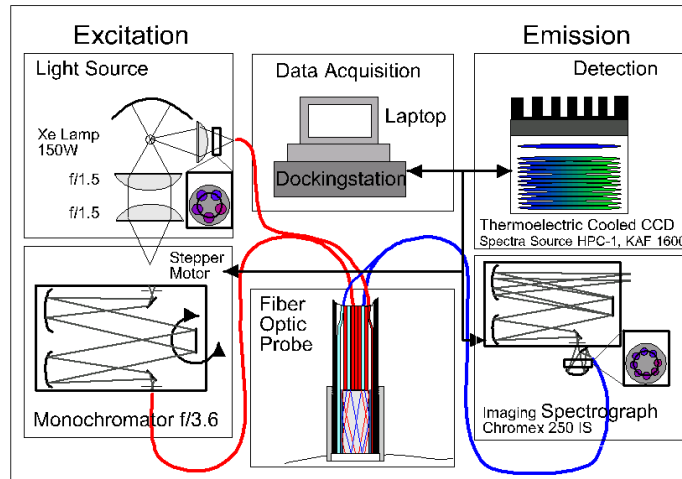 Excitation
Light Source
Xe Lamp
150W
f/1.5
f/1.5
Stepper
Motor
Monochromator f/3.6
Data Acquisition
Laptop
Dockingstation
Fiber
Optic
Probe
Emission
Detection
Thermoelectric Cooled CCD
Spectra Source HPC-1, KAF 1600
Imaging Spectrograph
Chromex 250 IS